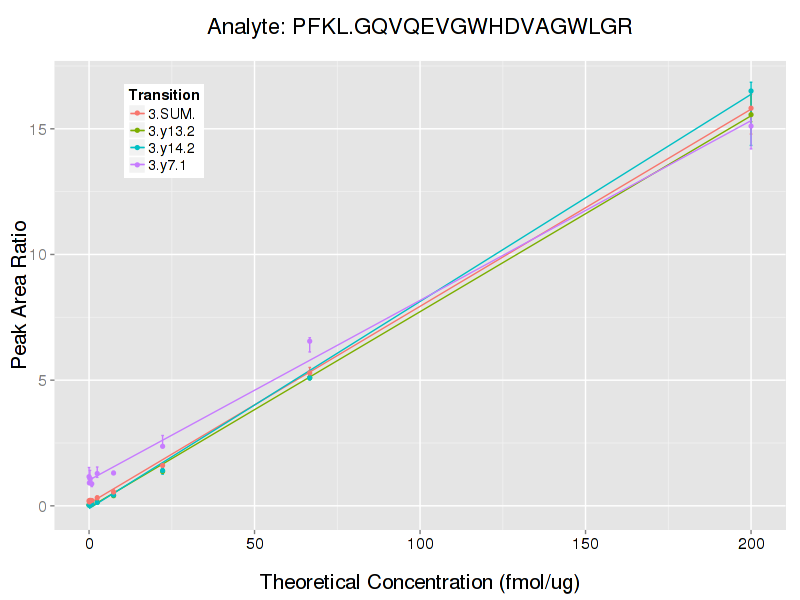 Analyte: PFKL.GQVQEVGWHDVAGWLGR
Transition
3.SUM.
3.y13.2
3.y14.2
3.y7.1
Peak Area Ratio
15
10
5
0
0 50 100 150 200
Theoretical Concentration (fmol/ug)